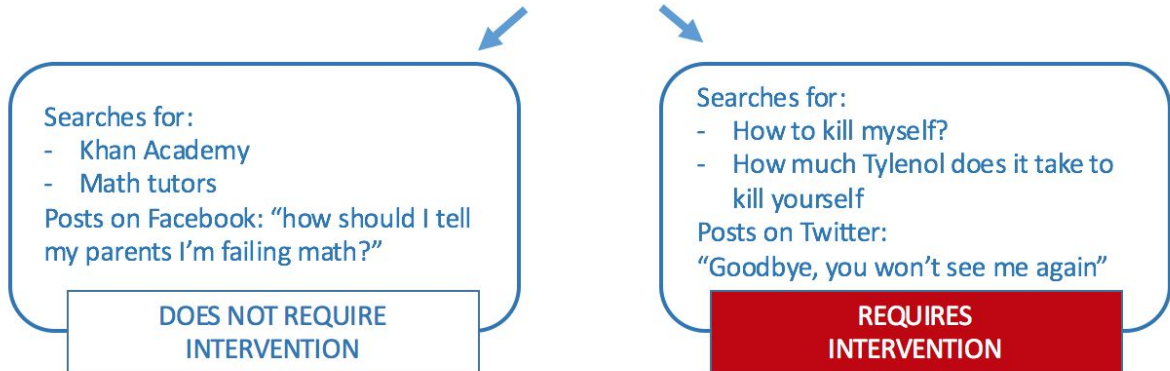 Searches for:
- Khan Academy
- Math tutors
Posts on Facebook: “how should I tell
my parents I’m failing math?”
DOES NOT REQUIRE
INTERVENTION
Searches for:
- How to kill myself?
- How much Tylenol does it take to
kill yourself
Posts on Twitter:
“Goodbye, you won’t see me again”
REQUIRES
INTERVENTION